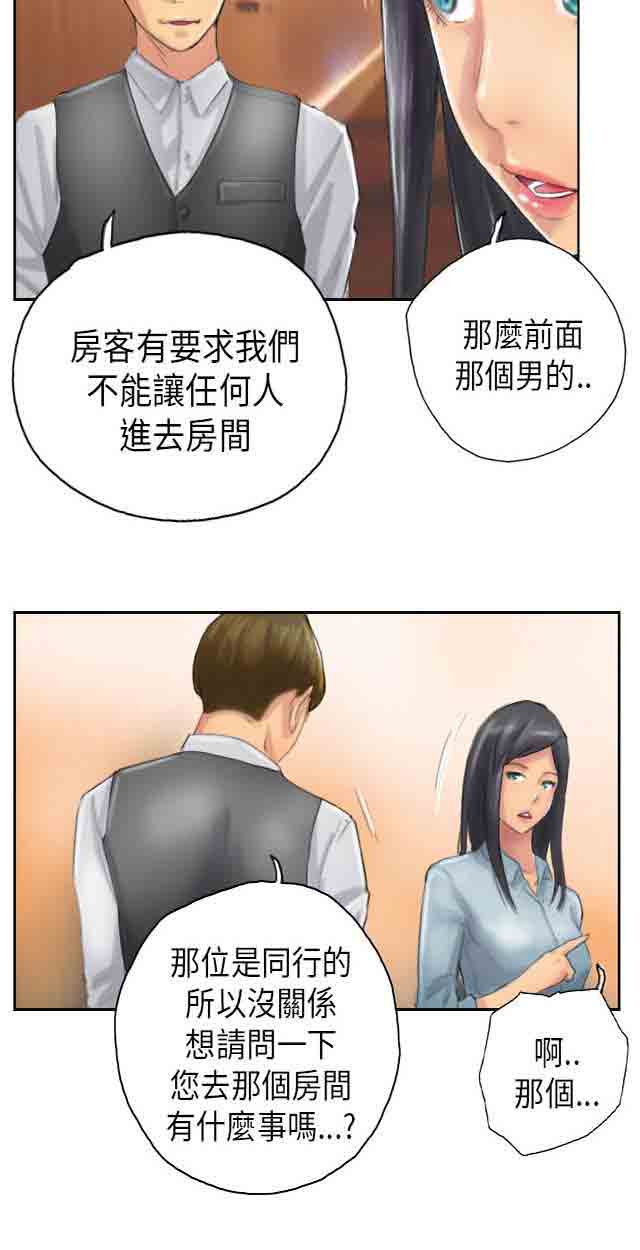 房客有要求我們
不能讓任何人
進去房間
那麼前面
那個男的..
那位是同行的
所以沒關係
想請問一下
您去那個房間
有什麼事嗎...?
啊..
那個...